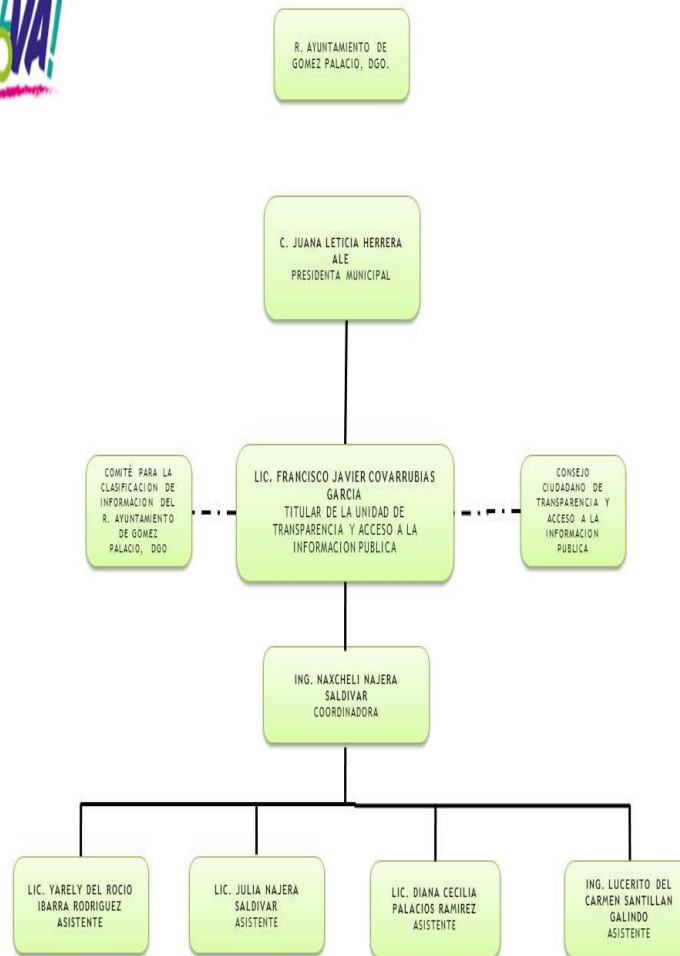 VA!
R. AYUNTAMIENTO DE
GOMEZ PALACIO, DGO.
C. JUANA LETICIA HERRERA
ALE
PRESIDENTA MUNICIPAL
COMITÉ PARA LA
CLASIFICACION DE
INFORMACION DEL
R. AYUNTAMIENTO
DE GOMEZ
PALACIO, DGO
LIC. FRANCISCO JAVIER COVARRUBIAS
GARCIA
TITULAR DE LA UNIDAD DE
TRANSPARENCIA Y ACCESO A LA
INFORMACION PUBLICA
CONSEJO
CIUDADANO DE
TRANSPARENCIA Y
ACCESO A LA
INFORMACION
PUBLICA
ING. NAXCHELI NAJERA
SALDIVAR
COORDINADORA
LIC. YARELY DEL ROCIO
IBARRA RODRIGUEZ
ASISTENTE
LIC. JULIA NAJERA
SALDIVAR
ASISTENTE
LIC. DIANA CECILIA
PALACIOS RAMIREZ
ASISTENTE
ING. LUCERITO DEL
CARMEN SANTILLAN
GALINDO
ASISTENTE